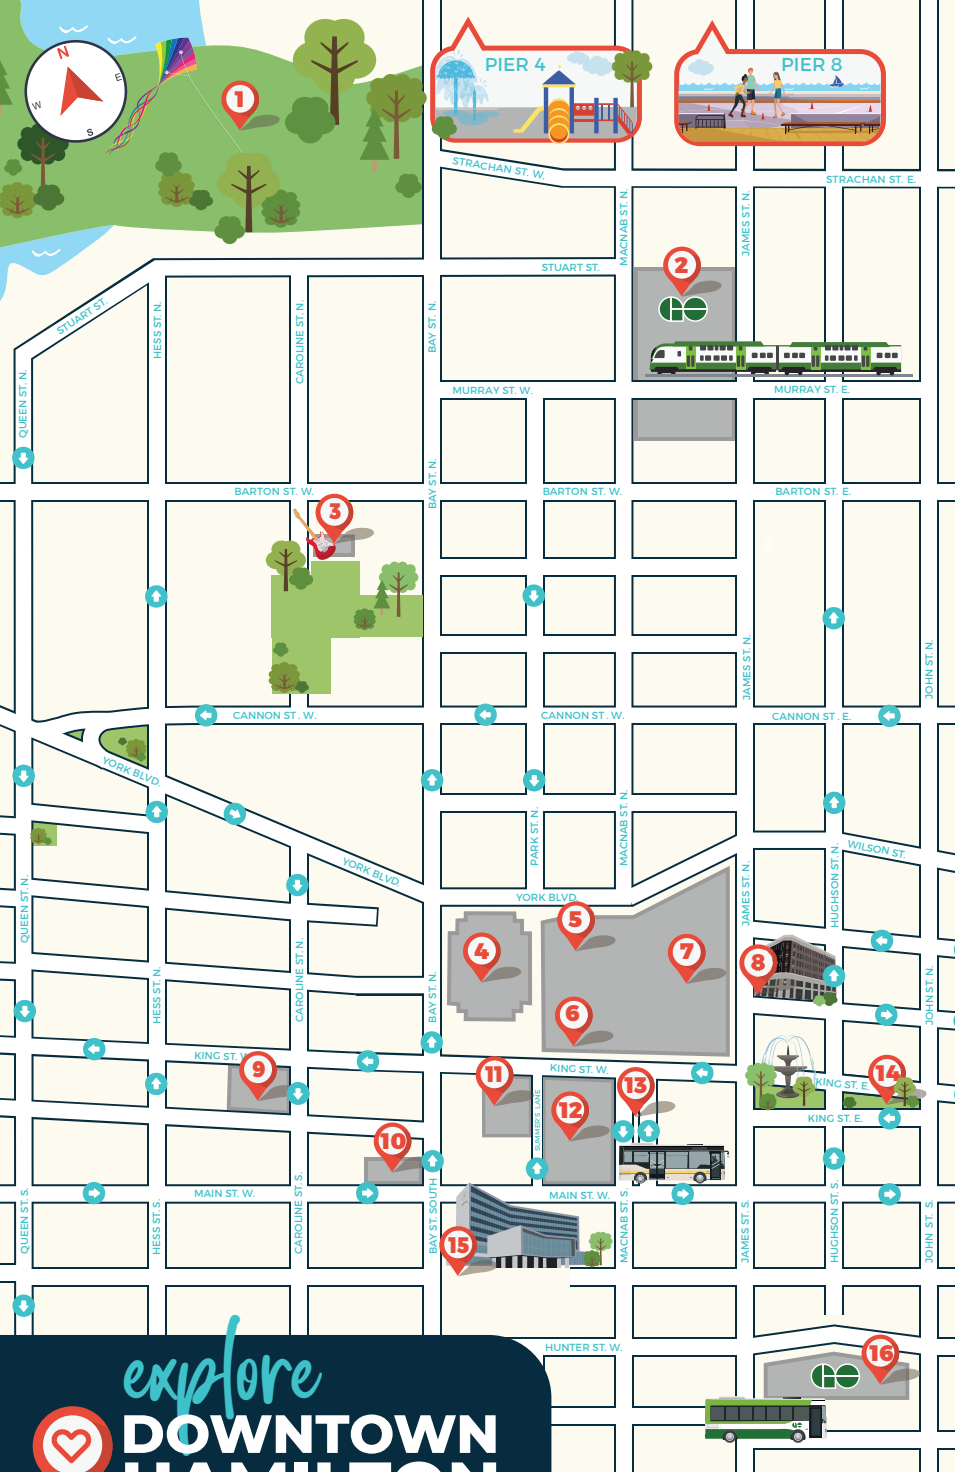 N
E
W
S
1
PIER 4
PIER 8
STRACHAN ST. W.
STRACHAN ST. E.
MACNAB ST. N.
JAMES ST. N.
2
STUART ST.
STUART ST.
GO
HESS ST. N.
CAROLINE ST. N.
BAY ST. N.
QUEEN ST. N.
MURRAY ST. W.
MURRAY ST. E.
BARTON ST. W.
BAY ST. N.
BARTON ST. W.
BARTON ST. E.
3
JAMES ST. N.
JOHN ST. N.
CANNON ST. W.
CANNON ST. W.
CANNON ST. E.
YORK BLVD.
PARK ST. N.
MACNAB ST. N.
WILSON ST.
YORK BLVD.
YORK BLVD.
QUEEN ST. N.
JAMES ST. N.
HUGHSON ST. N.
5
4
7
8
6
HESS ST. N.
CAROLINE ST. N.
BAY ST. N.
JOHN ST. N.
KING ST. W.
9
KING ST. W.
11
13
14
KING ST. E.
12
SUMMER'S LANE
KING ST. E.
10
MAIN ST. W.
MAIN ST. W.
QUEEN ST. S.
HESS ST. S.
CAROLINE ST. S.
BAY ST. SOUTH
MACNAB ST. S.
JAMES ST. S.
HUGHSON ST. S.
JOHN ST. S.
15
HUNTER ST. W.
16
GO
GO
explore
DOWNTOWN
HAMILTON